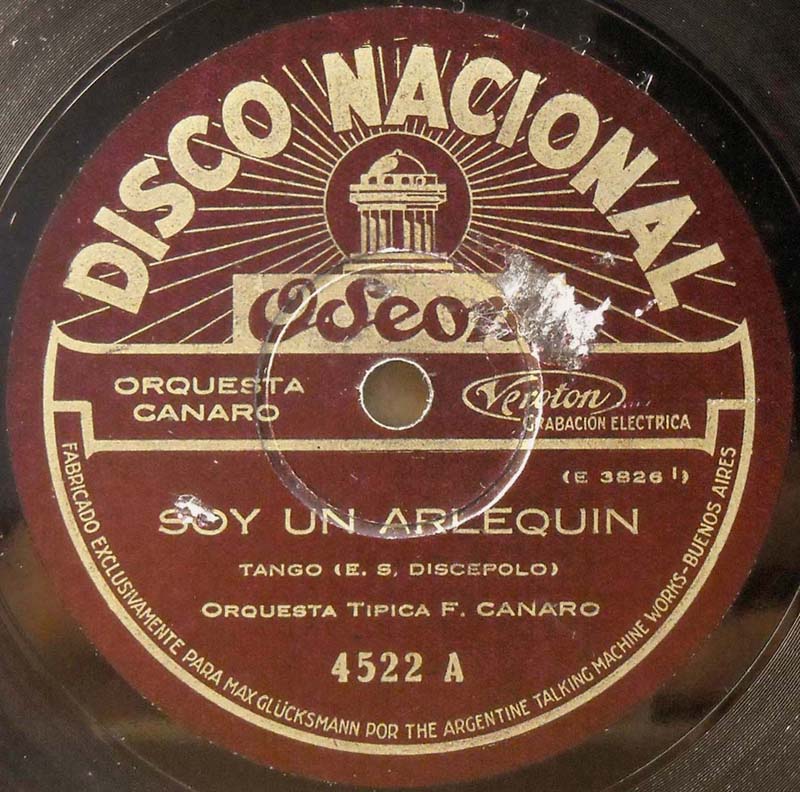 DISCO NACIONAL
Odeon
ORQUESTA
CANARO
Veroton
GRABACIÓN ELECTRICA
(E 3826 I)
SOY UN ARLEQUIN
TANGO (E. S. DISCEPOLO)
ORQUESTA TIPICA F. CANARO
4522 A
FABRICADO EXCLUSIVAMENTE PARA MAX GLÜCKSMANN POR THE ARGENTINE TALKING MACHINE WORKS-BUENOS AIRES